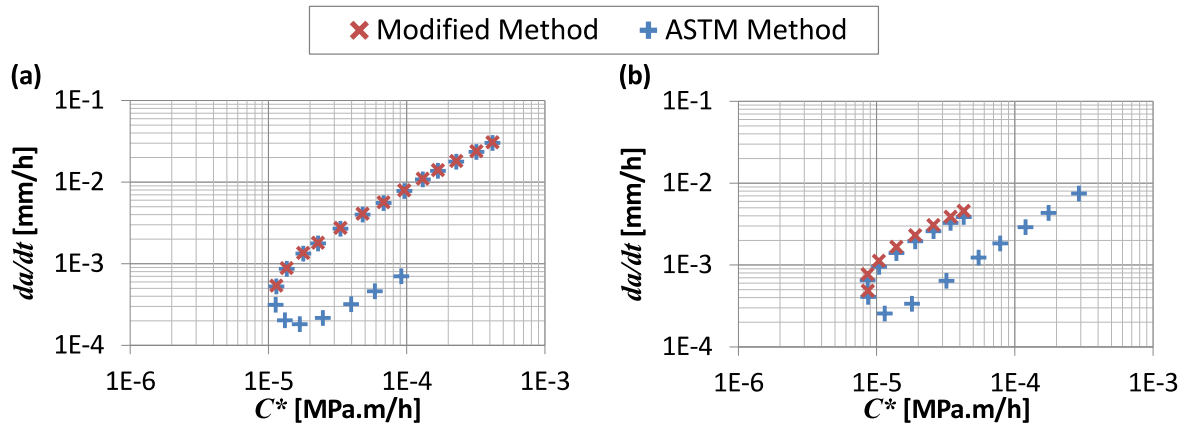 Modified Method
ASTM Method
(a)
1E-1
1E-2
1E-3
1E-4
da/dt [mm/h]
1E-6
1E-5
1E-4
1E-3
C* [MPa.m/h]
(b)
1E-1
1E-2
1E-3
1E-4
da/dt [mm/h]
1E-6
1E-5
1E-4
1E-3
C* [MPa.m/h]